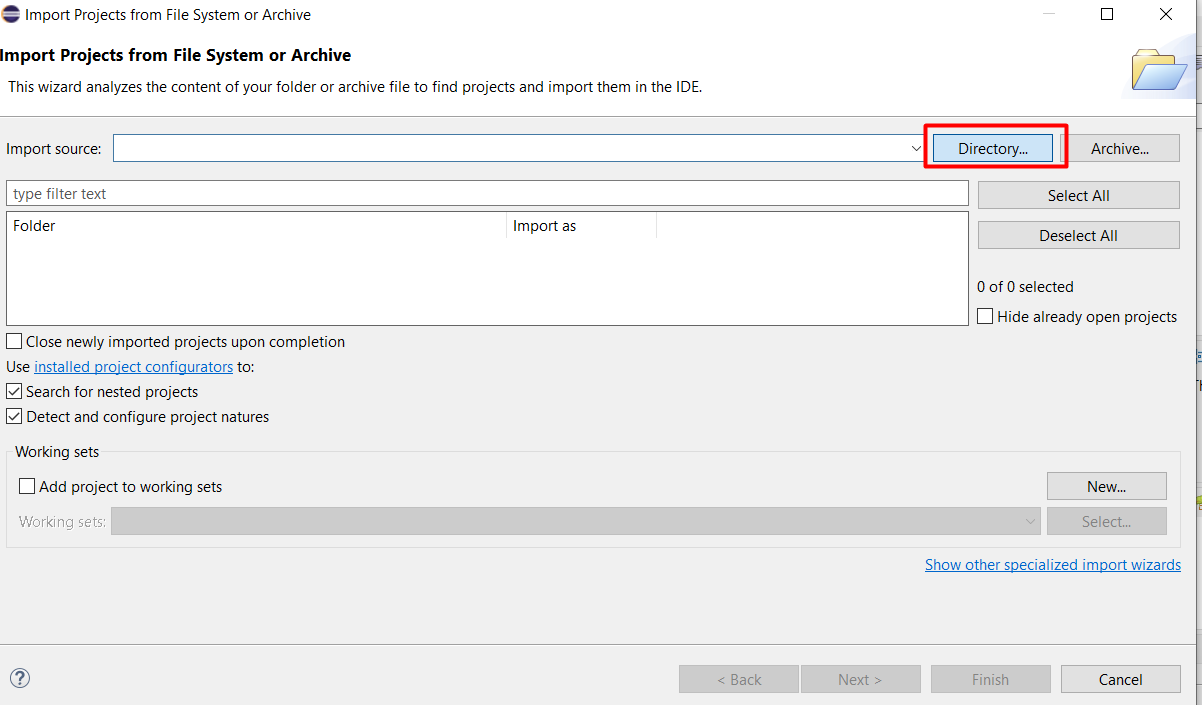 Import Projects from File System or Archive
Import Projects from File System or Archive
This wizard analyzes the content of your folder or archive file to find projects and import them in the IDE.
Import source: Directory... Archive...
type filter text Select All
Folder Import as
Deselect All
0 of 0 selected
Hide already open projects
Close newly imported projects upon completion
Use installed project configurators to:
Search for nested projects
Detect and configure project natures
Working sets
Add project to working sets New...
Working sets: Select...
Show other specialized import wizards
? < Back Next > Finish Cancel